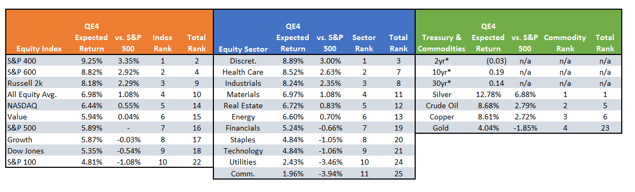 QE4 Expected Return vs. S&P 500 Index Rank Total Rank
Equity Index
S&P 400 9.25% 3.35% 1 2
S&P 600 8.82% 2.92% 2 4
Russell 2k 8.18% 2.29% 3 9
All Equity Avg. 6.98% 1.08% 4 10
NASDAQ 6.44% 0.55% 5 14
Value 5.94% 0.04% 6 15
S&P 500 5.89% - 7 16
Growth 5.87% -0.03% 8 17
Dow Jones 5.35% -0.54% 9 18
S&P 100 4.81% -1.08% 10 22
QE4 Expected Return vs. S&P 500 Sector Rank Total Rank
Equity Sector
Discret. 8.89% 3.00% 1 3
Health Care 8.52% 2.63% 2 7
Industrials 8.24% 2.35% 3 8
Materials 6.97% 1.08% 4 11
Real Estate 6.72% 0.83% 5 12
Energy 6.60% 0.70% 6 13
Financials 5.24% -0.66% 7 19
Staples 4.84% -1.05% 8 20
Technology 4.84% -1.06% 9 21
Utilities 2.43% -3.46% 10 24
Comm. 1.96% -3.94% 11 25
Treasury & Commodities QE4 Expected Return vs. S&P 500 Commodity Rank Total Rank
2yr* (0.03) n/a n/a n/a
10yr* 0.19 n/a n/a n/a
30yr* 0.14 n/a n/a n/a
Silver 12.78% 6.88% 1 1
Crude Oil 8.68% 2.79% 2 5
Copper 8.61% 2.72% 3 6
Gold 4.04% -1.85% 4 23